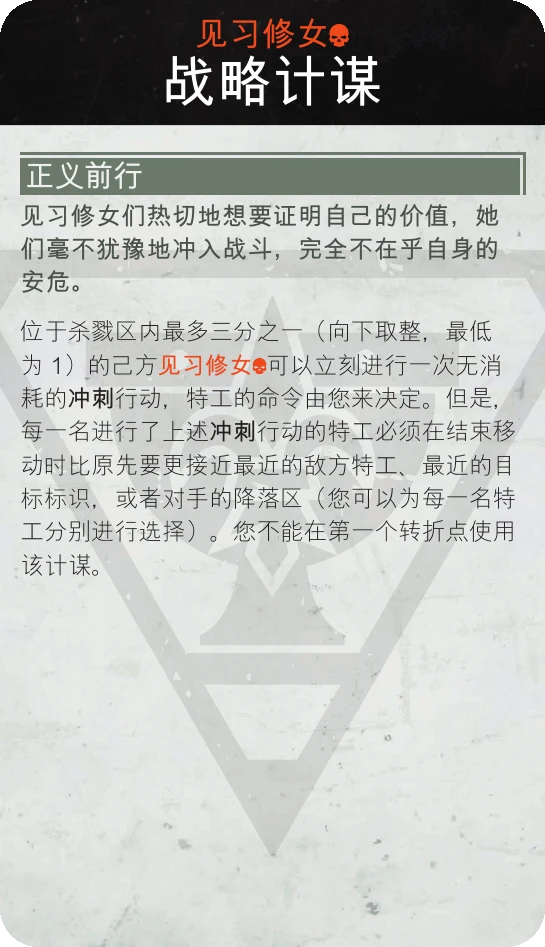 见习修女
战略计谋
正义前行
见习修女们热切地想要证明自己的价值，她
们毫不犹豫地冲入战斗，完全不在乎自身的
安危。
位于杀戮区内最多三分之一（向下取整，最低
为 1）的己方见习修女可以立刻进行一次无消
耗的冲刺行动，特工的命令由您来决定。但是，
每一名进行了上述冲刺行动的特工必须在结束移
动时比原先要更接近最近的敌方特工、最近的目
标标识，或者对手的降落区（您可以为每一名特
工分别进行选择）。您不能在第一个转折点使用
该计谋。